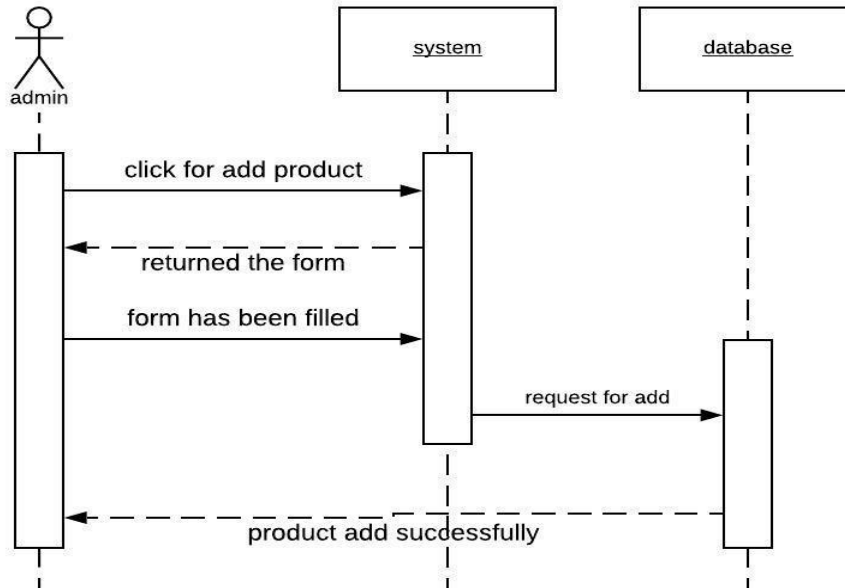 system
database
admin
click for add product
returned the form
form has been filled
request for add
product add successfully